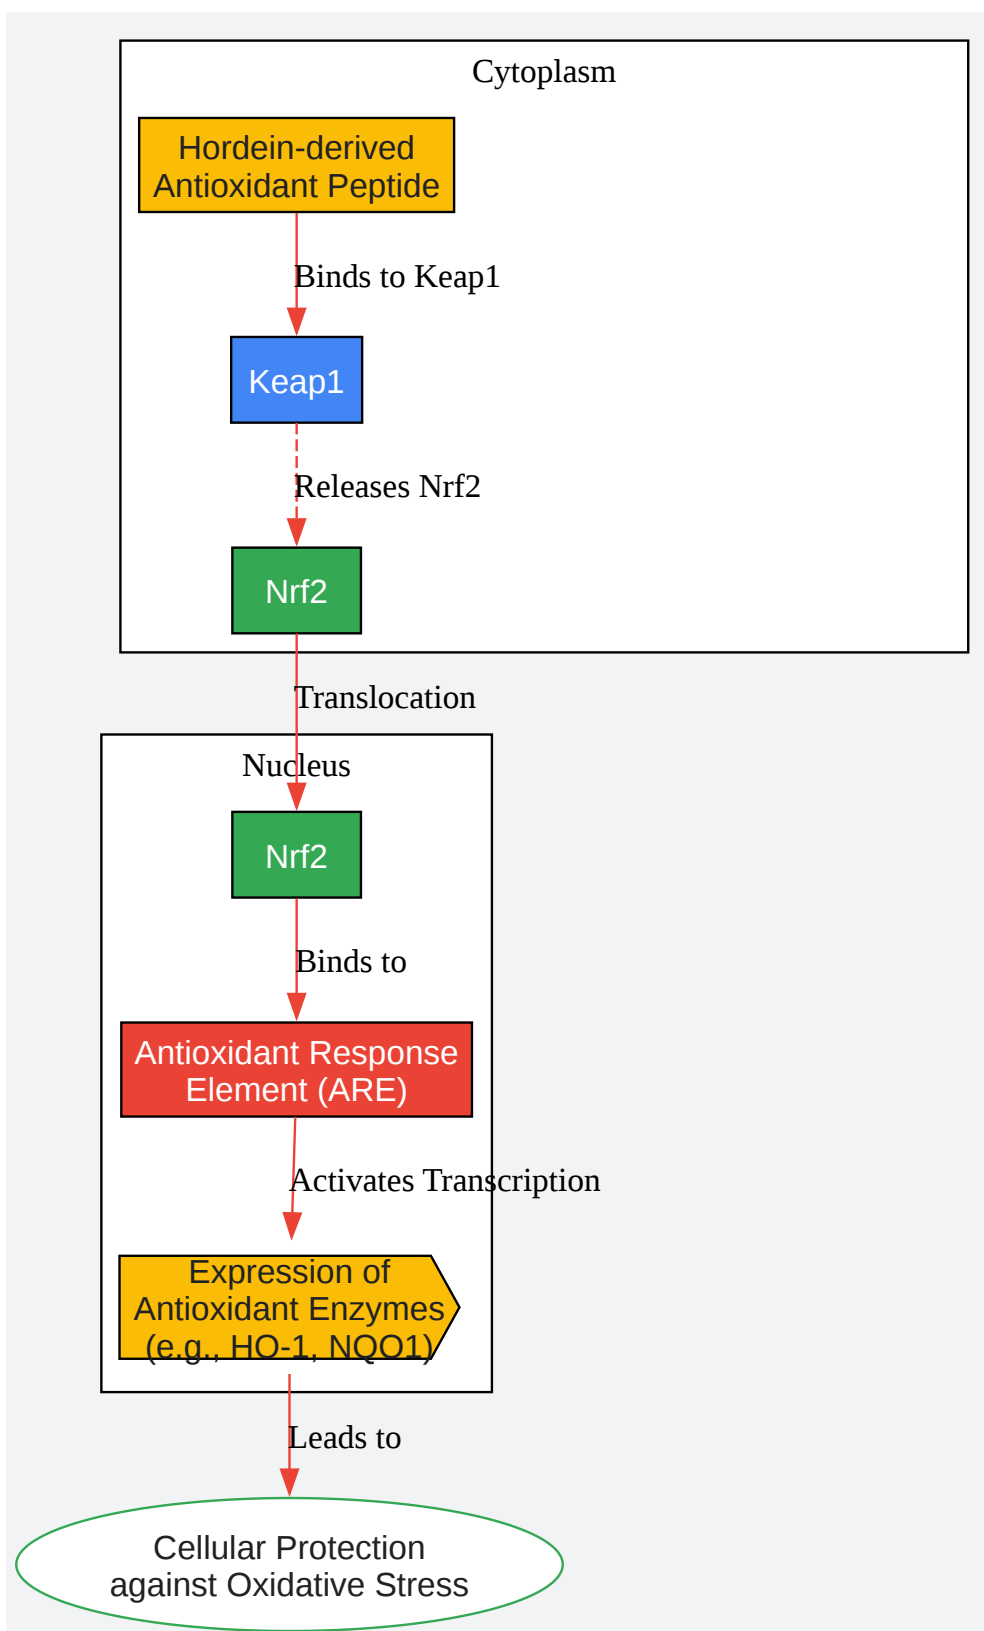 Cytoplasm
Hordein-derived
Antioxidant Peptide
Binds to Keap1
Keap1
Releases Nrf2
Nrf2
Translocation
Nucleus
Nrf2
Binds to
Antioxidant Response
Element (ARE)
Activates Transcription
Expression of
Antioxidant Enzymes
(e.g., HO-1, NQO1)
Leads to
Cellular Protection
against Oxidative Stress